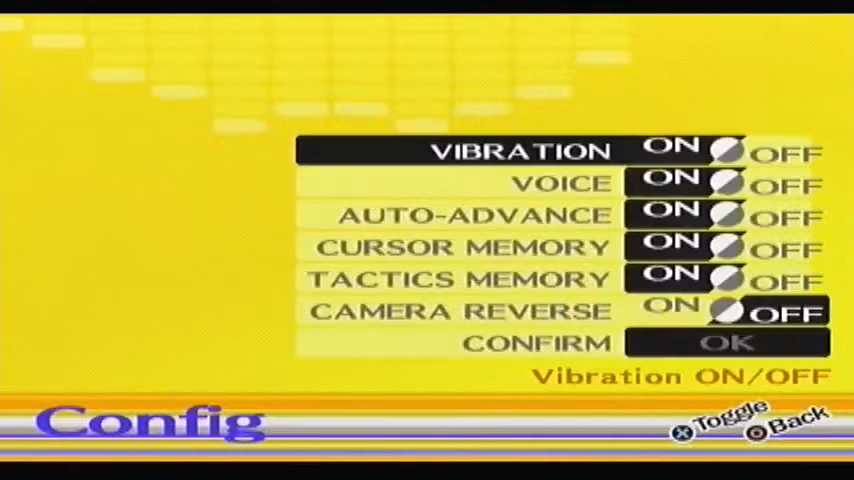 VIBRATION ON OFF
VOICE ON OFF
AUTO-ADVANCE ON OFF
CURSOR MEMORY ON OFF
TACTICS MEMORY ON OFF
CAMERA REVERSE ON OFF
CONFIRM OK
Vibration ON/OFF
Config Toggle Back